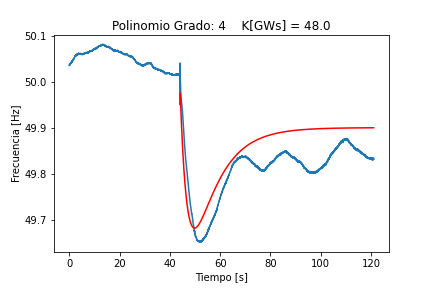 Polinomio Grado: 4    K[GWs] = 48.0
Frecuencia [Hz]
50.1
50.0
49.9
49.8
49.7
0 20 40 60 80 100 120
Tiempo [s]